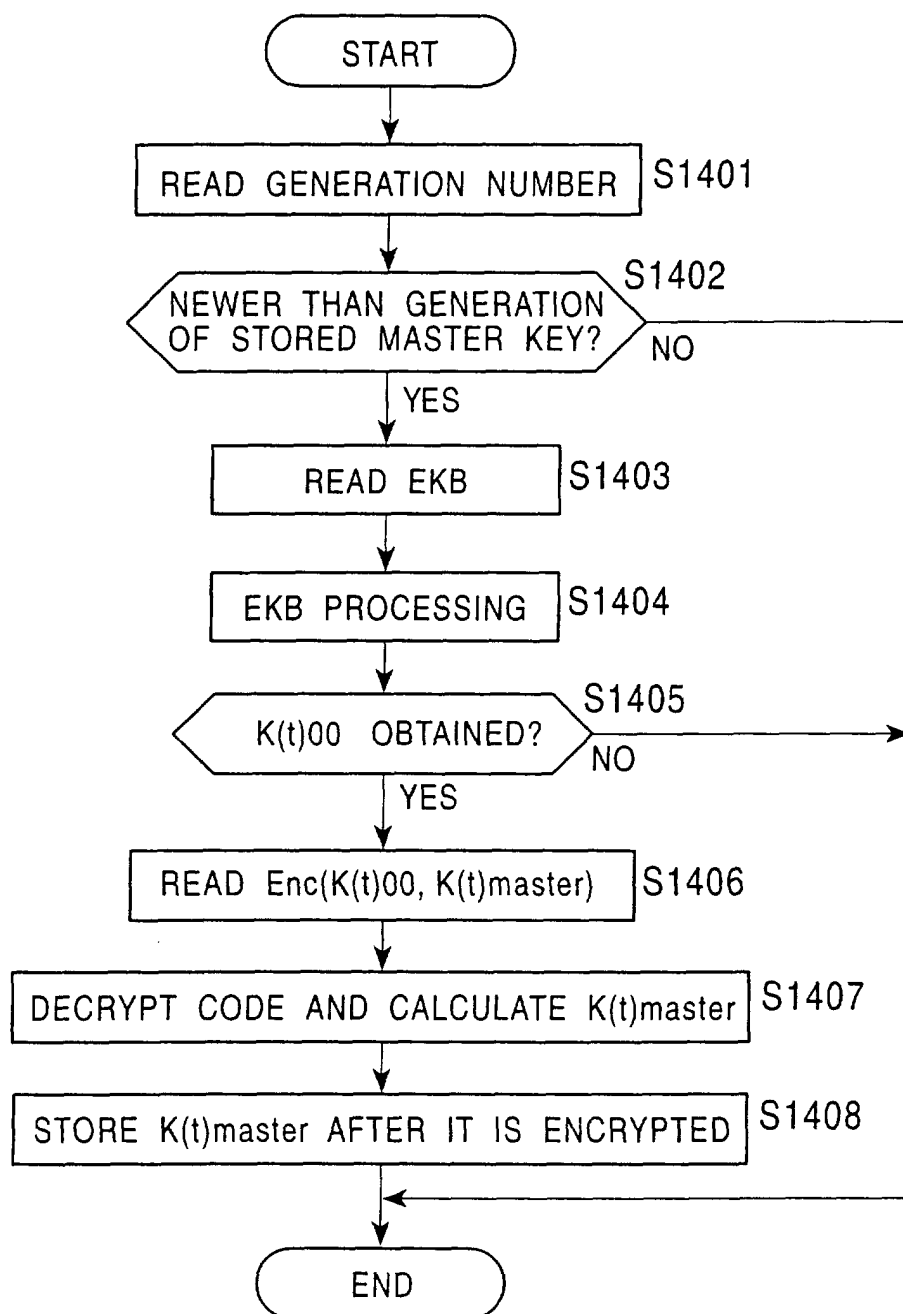 START
READ GENERATION NUMBER
S1401
S1402
NEWER THAN GENERATION
OF STORED MASTER KEY?
NO
YES
READ EKB
S1403
EKB PROCESSING
S1404
S1405
K(t)00 OBTAINED?
NO
YES
READ Enc(K(t)00, K(t)master)
S1406
DECRYPT CODE AND CALCULATE K(t)master
S1407
STORE K(t)master AFTER IT IS ENCRYPTED
S1408
END